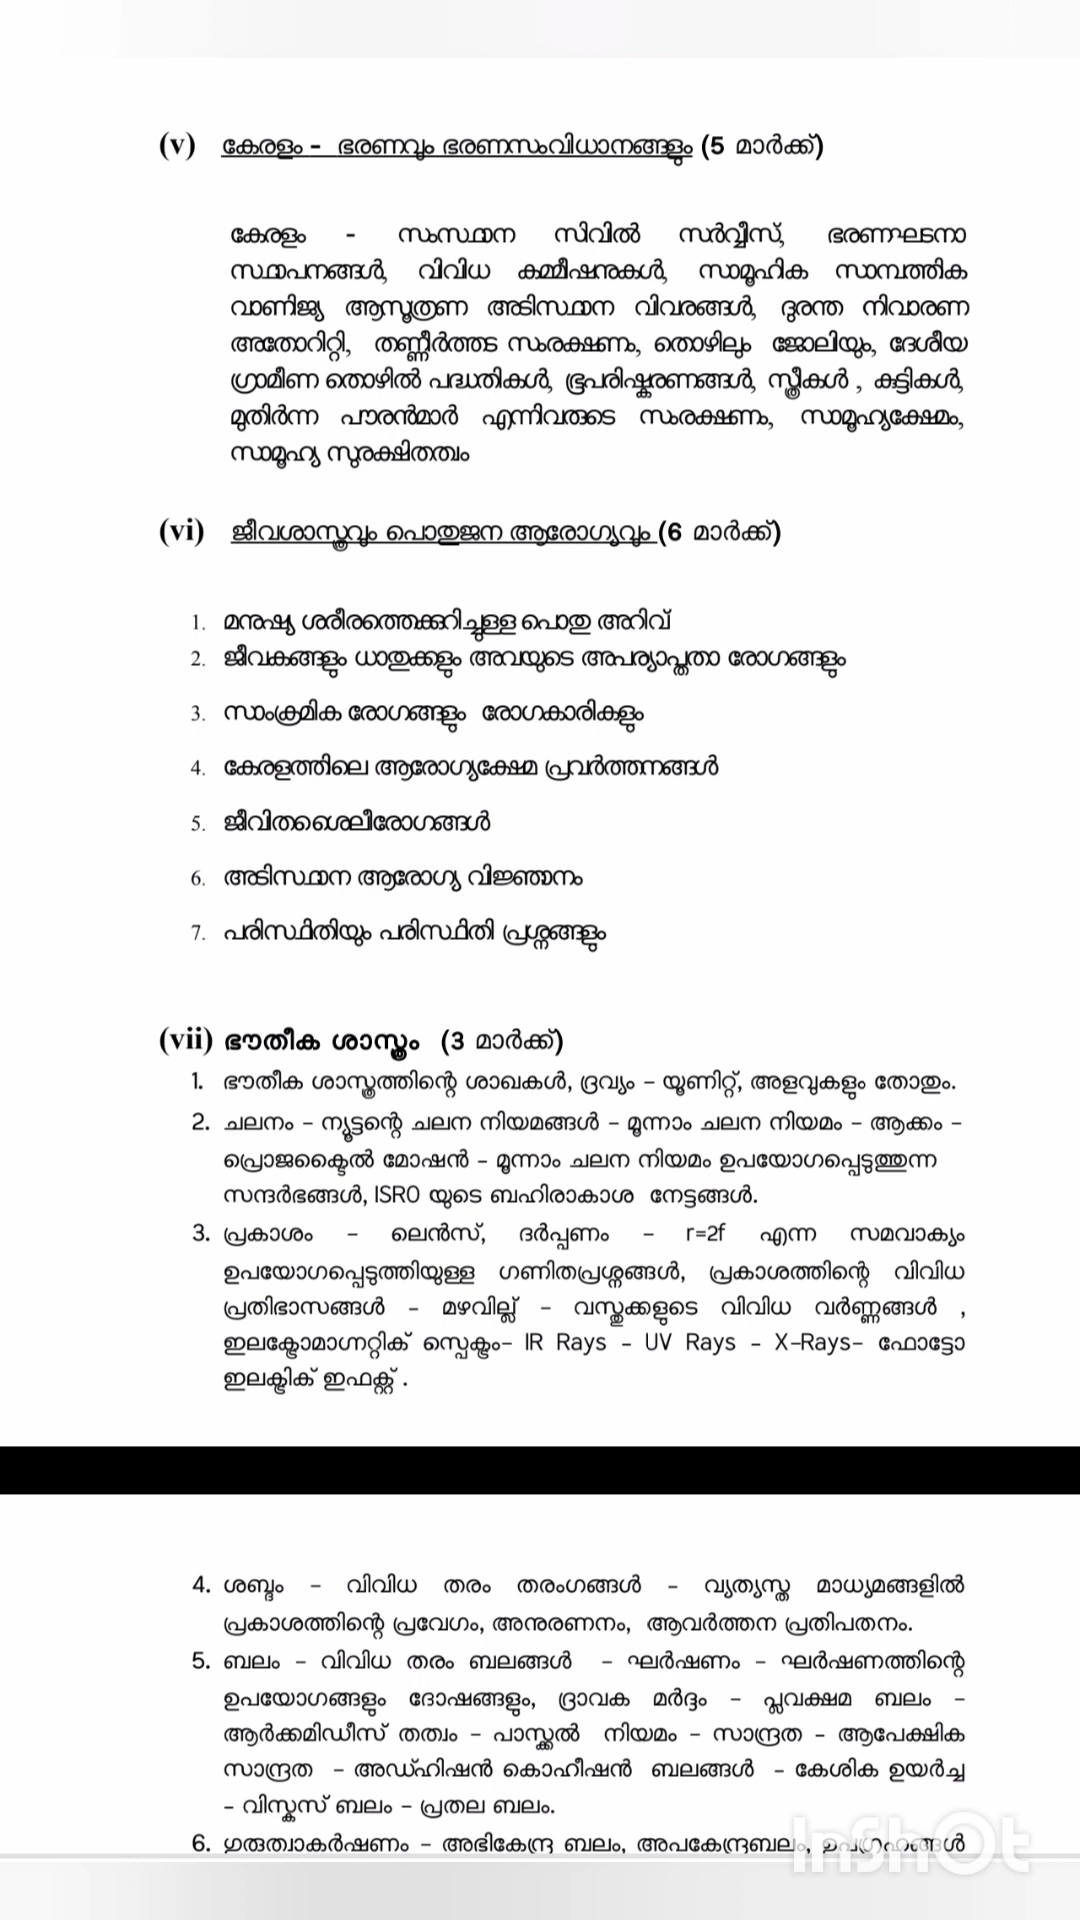 (v) കേരളം - ഭരണവും ഭരണസംവിധാനങ്ങളും (5 മാർക്ക്)
കേരളം - സംസ്ഥാന സിവിൽ സർവ്വീസ്, ഭരണഘടനാ
സ്ഥാപനങ്ങൾ, വിവിധ കമ്മീഷനുകൾ, സാമൂഹിക സാമ്പത്തിക
വാണിജ്യ ആസൂത്രണ അടിസ്ഥാന വിവരങ്ങൾ, ദുരന്ത നിവാരണ
അതോറിറ്റി, തണ്ണീർത്തട സംരക്ഷണം, തൊഴിലും ജോലിയും, ദേശീയ
ഗ്രാമീണ തൊഴിൽ പദ്ധതികൾ, ഭൂപരിഷ്ക്കരണങ്ങൾ, സ്ത്രീകൾ , കുട്ടികൾ,
മുതിർന്ന പൗരൻമാർ എന്നിവരുടെ സംരക്ഷണം, സാമൂഹ്യക്ഷേമം,
സാമൂഹ്യ സുരക്ഷിതത്വം
(vi) ജീവശാസ്ത്രവും പൊതുജന ആരോഗ്യവും (6 മാർക്ക്)
1. മനുഷ്യ ശരീരത്തെക്കുറിച്ചുള്ള പൊതു അറിവ്
2. ജീവകങ്ങളും ധാതുക്കളും അവയുടെ അപര്യാപ്തതാ രോഗങ്ങളും
3. സാംക്രമിക രോഗങ്ങളും രോഗകാരികളും
4. കേരളത്തിലെ ആരോഗ്യക്ഷേമ പ്രവർത്തനങ്ങൾ
5. ജീവിതശൈലീരോഗങ്ങൾ
6. അടിസ്ഥാന ആരോഗ്യ വിജ്ഞാനം
7. പരിസ്ഥിതിയും പരിസ്ഥിതി പ്രശ്നങ്ങളും
(vii) ഭൗതീക ശാസ്ത്രം (3 മാർക്ക്)
1. ഭൗതീക ശാസ്ത്രത്തിന്റെ ശാഖകൾ, ദ്രവ്യം – യൂണിറ്റ്, അളവുകളും തോതും.
2. ചലനം – ന്യൂട്ടന്റെ ചലന നിയമങ്ങൾ – മൂന്നാം ചലന നിയമം – ആക്കം –
പ്രൊജക്ടൈൽ മോഷൻ – മൂന്നാം ചലന നിയമം ഉപയോഗപ്പെടുത്തുന്ന
സന്ദർഭങ്ങൾ, ISRO യുടെ ബഹിരാകാശ നേട്ടങ്ങൾ.
3. പ്രകാശം – ലെൻസ്, ദർപ്പണം – r=2f എന്ന സമവാക്യം
ഉപയോഗപ്പെടുത്തിയുള്ള ഗണിതപ്രശ്നങ്ങൾ, പ്രകാശത്തിന്റെ വിവിധ
പ്രതിഭാസങ്ങൾ – മഴവില്ല് – വസ്തുക്കളുടെ വിവിധ വർണ്ണങ്ങൾ ,
ഇലക്ട്രോമാഗ്നറ്റിക് സ്പെക്ട്രം– IR Rays – UV Rays – X-Rays– ഫോട്ടോ
ഇലക്ട്രിക് ഇഫക്റ്റ് .
4. ശബ്ദം – വിവിധ തരം തരംഗങ്ങൾ – വ്യത്യസ്ത മാധ്യമങ്ങളിൽ
പ്രകാശത്തിന്റെ പ്രവേഗം, അനുരണനം, ആവർത്തന പ്രതിപതനം.
5. ബലം – വിവിധ തരം ബലങ്ങൾ – ഘർഷണം – ഘർഷണത്തിന്റെ
ഉപയോഗങ്ങളും ദോഷങ്ങളും, ദ്രാവക മർദ്ദം – പ്ലവക്ഷമ ബലം –
ആർക്കമിഡീസ് തത്വം – പാസ്ക്കൽ നിയമം – സാന്ദ്രത – ആപേക്ഷിക
സാന്ദ്രത – അഡ്ഹിഷൻ കൊഹീഷൻ ബലങ്ങൾ – കേശിക ഉയർച്ച
– വിസ്കസ് ബലം – പ്രതല ബലം.
6. ഗുരുത്വാകർഷണം – അഭികേന്ദ്ര ബലം, അപകേന്ദ്രബലം, ഉപഗ്രഹങ്ങൾ
InShOt